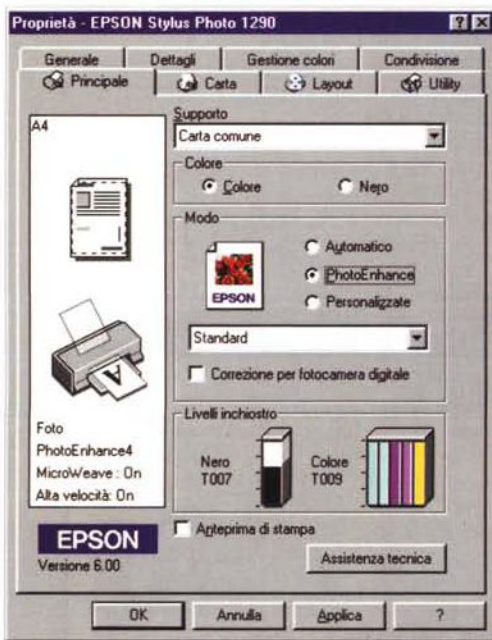 Proprietà - EPSON Stylus Photo 1290
Generale Dettagli Gestione colori Condivisione
Principale Carta Layout Utility
A4
Supporto
Carta comune
Colore
Colore Nero
Modo
EPSON
Automatico
PhotoEnhance
Personalizzate
Standard
Correzione per fotocamera digitale
Livelli inchiostro
Nero
T007
Colore
T009
Foto
PhotoEnhance4
MicroWeave : On
Alta velocità: On
EPSON
Versione 6.00
Anteprima di stampa
Assistenza tecnica
OK Annulla Applica ?